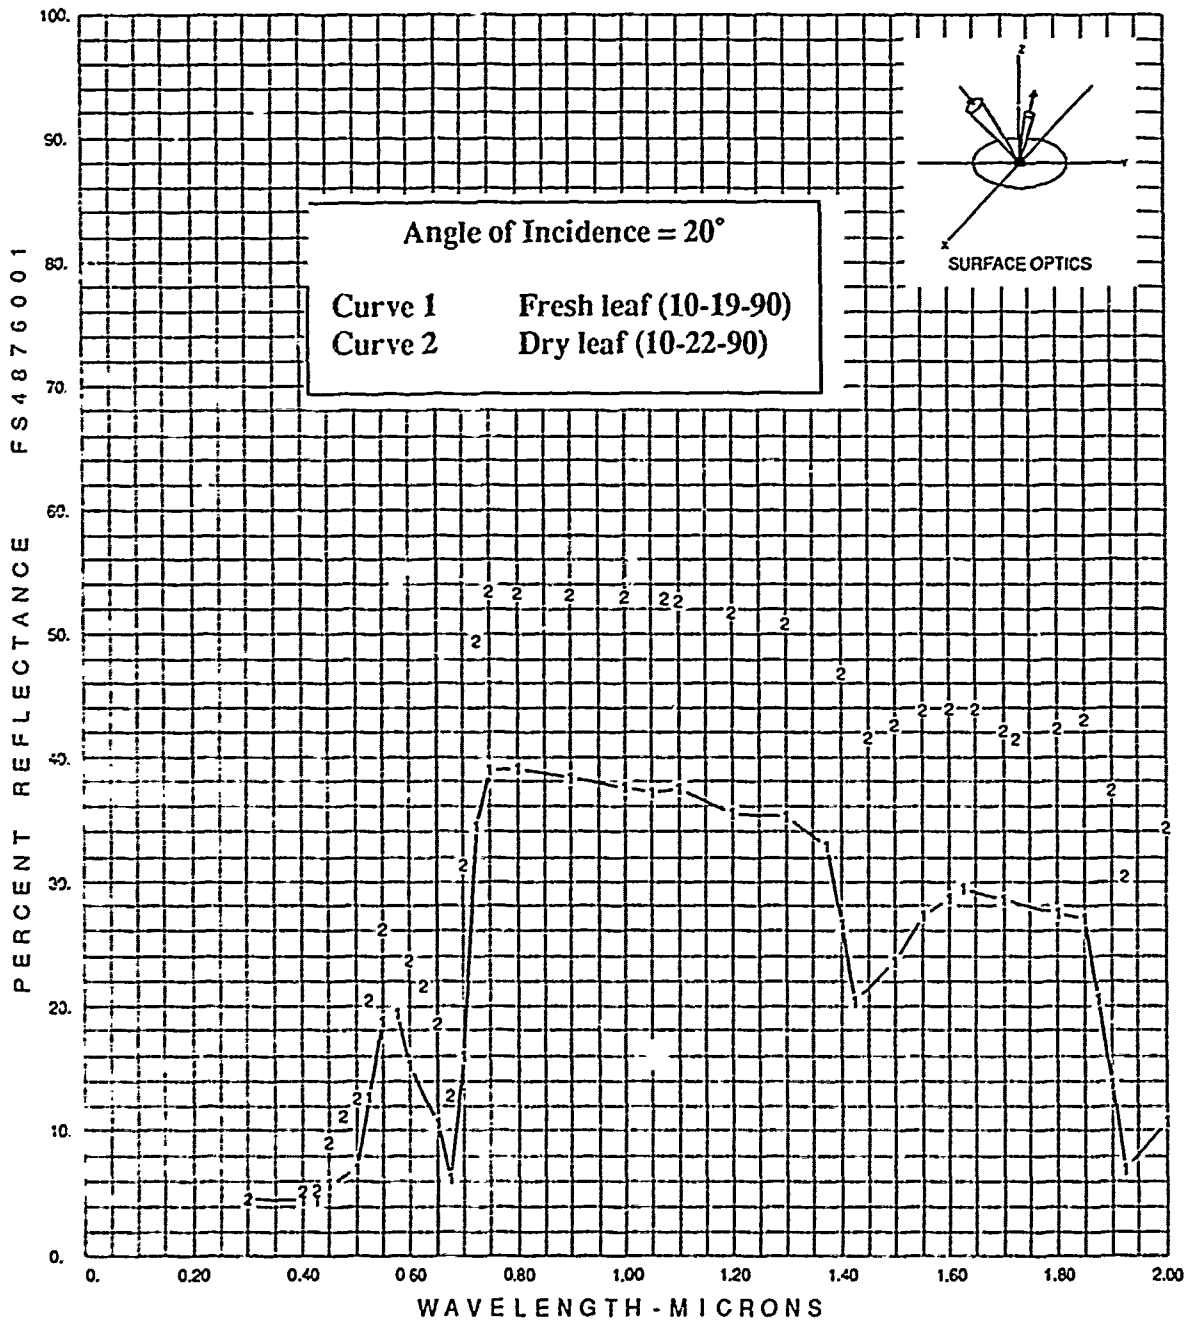 100.
90.
80.
70.
60.
50.
40.
30.
20.
10.
0.
PERCENT REFLECTANCE FS4876001
Angle of Incidence = 20°
Curve 1 Fresh leaf (10-19-90)
Curve 2 Dry leaf (10-22-90)
Z
Y
X
SURFACE OPTICS
0. 0.20 0.40 0.60 0.80 1.00 1.20 1.40 1.60 1.80 2.00
WAVELENGTH - MICRONS